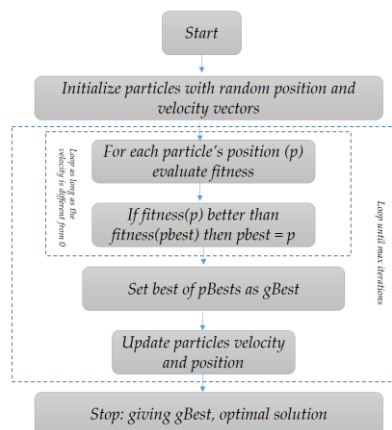 Start
Initialize particles with random position and
velocity vectors
Loop as long as the
velocity is different from 0
For each particle's position (p)
evaluate fitness
If fitness(p) better than
fitness(pbest) then pbest = p
Loop until max iterations
Set best of pBests as gBest
Update particles velocity
and position
Stop: giving gBest, optimal solution